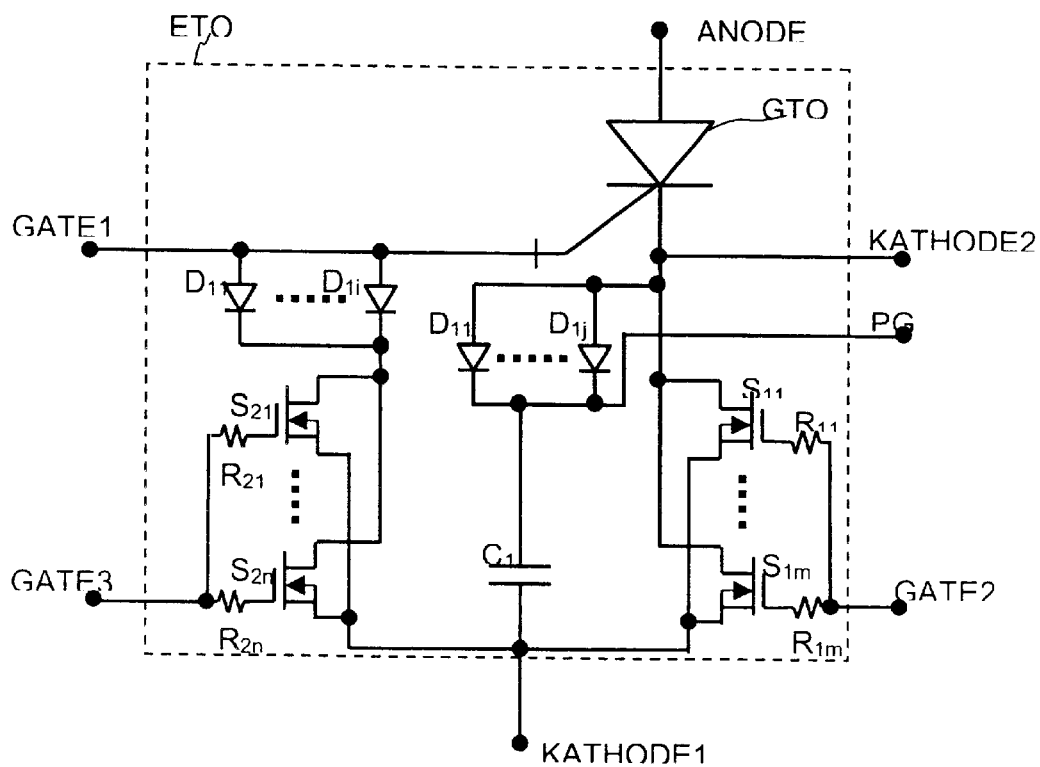 ETO
ANODE
GTO
GATE1
KATHODE2
D11
D1i
D11
D1j
PG
S21
S11
R11
R21
C1
S2n
S1m
GATE3
GATE2
R2n
R1m
KATHODE1